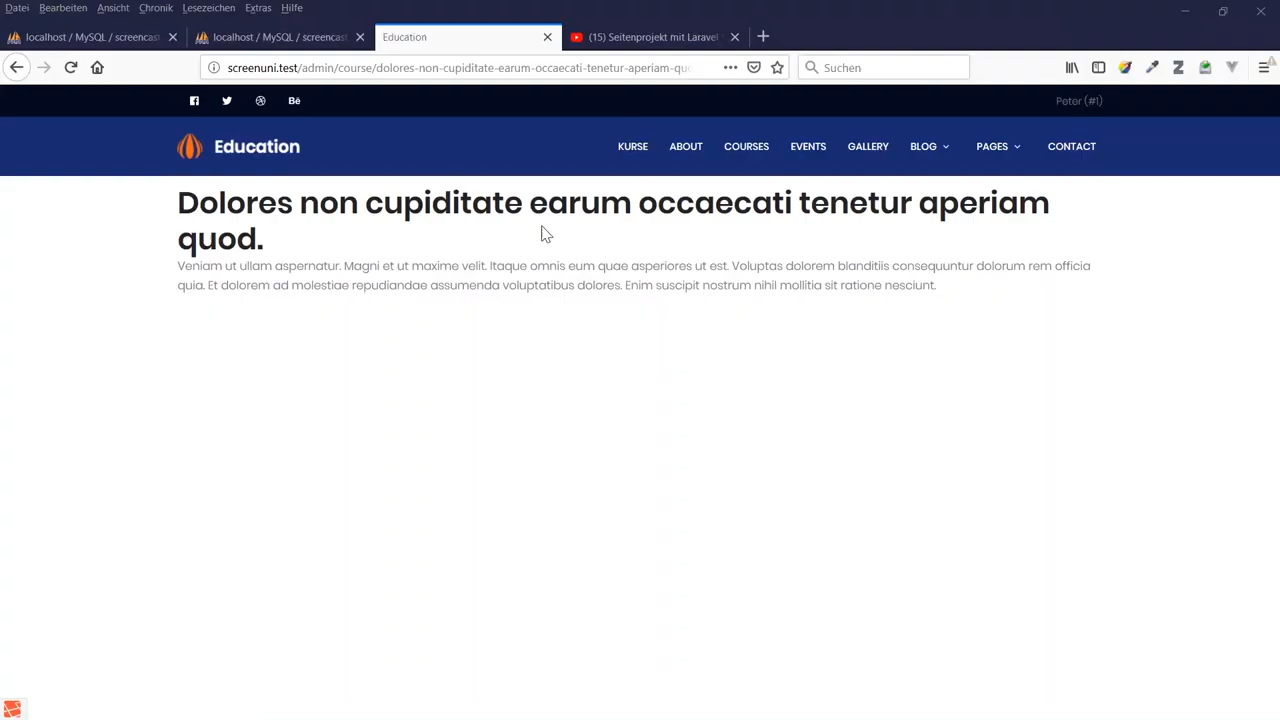 Datei Bearbeiten Ansicht Chronik Lesezeichen Extras Hilfe
localhost / MySQL / screencast localhost / MySQL / screencast Education (15) Seitenprojekt mit Laravel
screenuni.test/admin/course/dolores-non-cupiditate-earum-occaecati-tenetur-aperiam-quo Suchen
Bē Peter (#1)
Education KURSE ABOUT COURSES EVENTS GALLERY BLOG PAGES CONTACT
Dolores non cupiditate earum occaecati tenetur aperiam
quod.
Veniam ut ullam aspernatur. Magni et ut maxime velit. Itaque omnis eum quae asperiores ut est. Voluptas dolorem blanditiis consequuntur dolorum rem officia
quia. Et dolorem ad molestiae repudiandae assumenda voluptatibus dolores. Enim suscipit nostrum nihil mollitia sit ratione nesciunt.